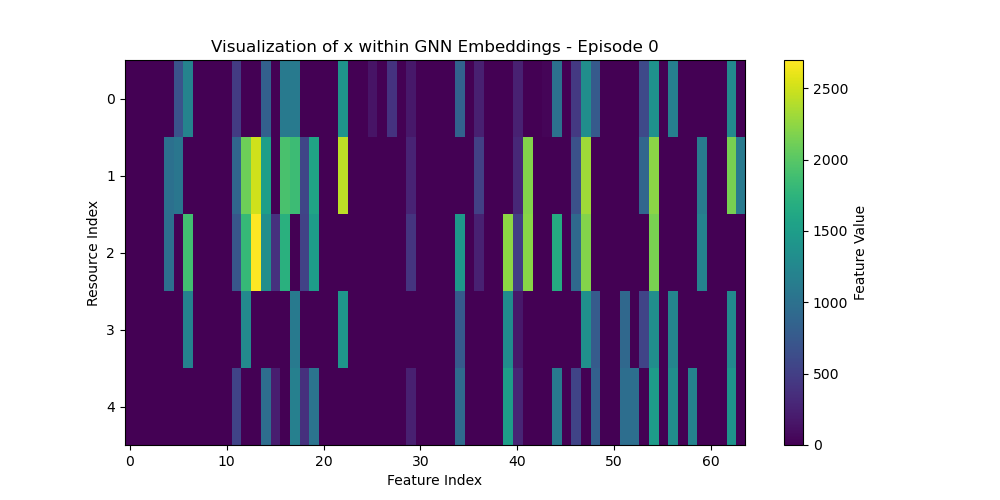 Visualization of x within GNN Embeddings - Episode 0
Resource Index
0
1
2
3
4
0 10 20 30 40 50 60
Feature Index
2500
2000
1500
1000
500
0
Feature Value